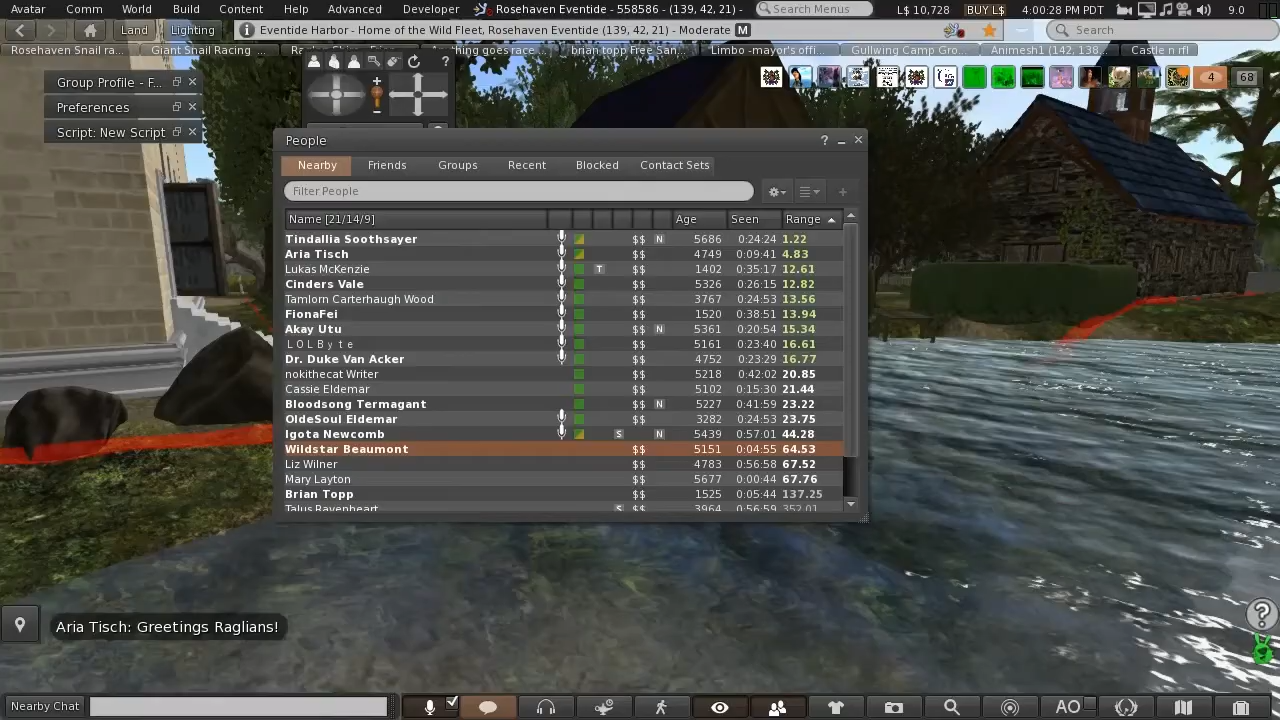 Avatar Comm World Build Content Help Advanced Developer Rosehaven Eventide - 558586 - (139, 42, 21) - Search Menus L$ 10,728 BUY L$ 4:00:28 PM PDT 9.0
Land Lighting Eventide Harbor - Home of the Wild Fleet, Rosehaven Eventide (139, 42, 21) - Moderate M Search
Rosehaven Snail ra... Giant Snail Racing Limbo -mayor's offi... Gullwing Camp Gro... Animesh1 (142, 138... Castle n rfl
4 68
Group Profile - F...
Preferences
Script: New Script
People
Nearby Friends Groups Recent Blocked Contact Sets
Filter People
Name [21/14/9] Age Seen Range
Tindallia Soothsayer $$ N 5686 0:24:24 1.22
Aria Tisch $$ 4749 0:09:41 4.83
Lukas McKenzie T $$ 1402 0:35:17 12.61
Cinders Vale $$ 5326 0:26:15 12.82
Tamlorn Carterhaugh Wood $$ 3767 0:24:53 13.56
FionaFei $$ 1520 0:38:51 13.94
Akay Utu $$ N 5361 0:20:54 15.34
L O L B y t e $$ 5161 0:23:40 16.61
Dr. Duke Van Acker $$ 4752 0:23:29 16.77
nokithecat Writer $$ 5218 0:42:02 20.85
Cassie Eldemar $$ 5102 0:15:30 21.44
Bloodsong Termagant $$ N 5227 0:41:59 23.22
OldeSoul Eldemar $$ 3282 0:24:53 23.75
Igota Newcomb S N 5439 0:57:01 44.28
Wildstar Beaumont $$ 5151 0:04:55 64.53
Liz Wilner $$ 4783 0:56:58 67.52
Mary Layton $$ 5677 0:00:44 67.76
Brian Topp $$ 1525 0:05:44 137.25
Talus Ravenheart S $$ 3964 0:56:59 352.01
Aria Tisch: Greetings Raglians!
Nearby Chat AO